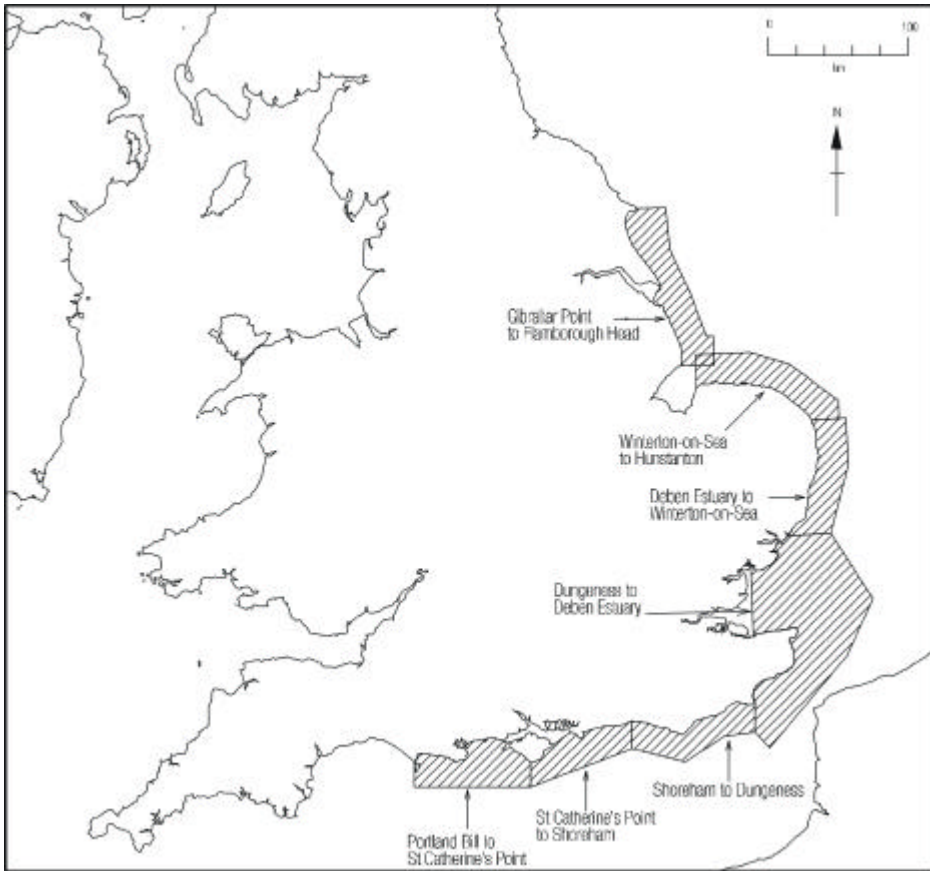 0 100
km
N
Gibraltar Point
to Flamborough Head
Winterton-on-Sea
to Hunstanton
Deben Estuary to
Winterton-on-Sea
Dungeness to
Deben Estuary
Shoreham to Dungeness
St Catherine's Point
to Shoreham
Portland Bill to
St Catherine's Point